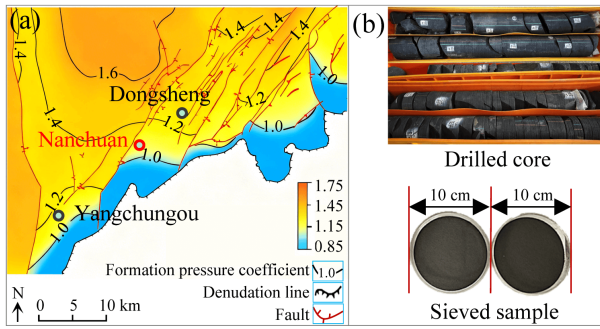 (a)
1.4
1.6
1.4
1.4
1.4
1.0
Dongsheng
1.2
1.2
Nanchuan
1.0
1.0
1.2
Yangchungou
1.0
1.75
1.45
1.15
0.85
Formation pressure coefficient 1.0
Denudation line
Fault
N
0 5 10 km
(b)
Drilled core
10 cm 10 cm
Sieved sample